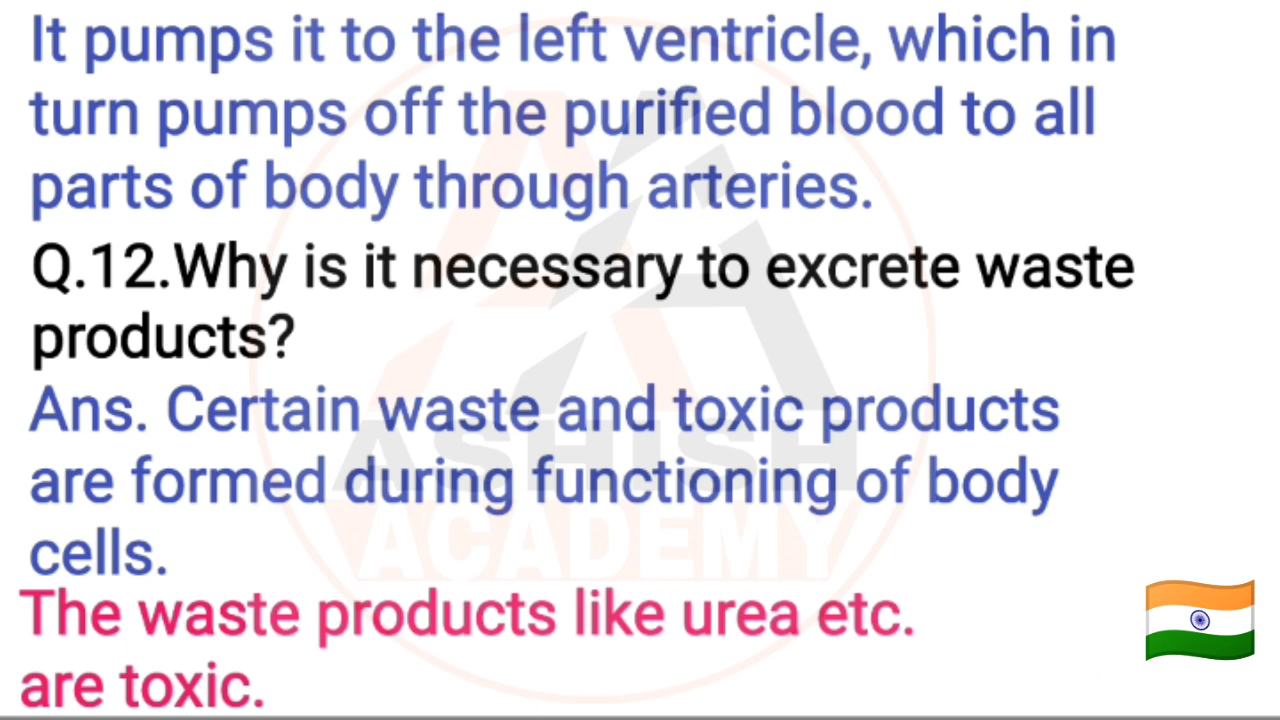 It pumps it to the left ventricle, which in
turn pumps off the purified blood to all
parts of body through arteries.
Q.12.Why is it necessary to excrete waste
products?
Ans. Certain waste and toxic products
are formed during functioning of body
cells.
The waste products like urea etc.
are toxic.
ASHISH
ACADEMY